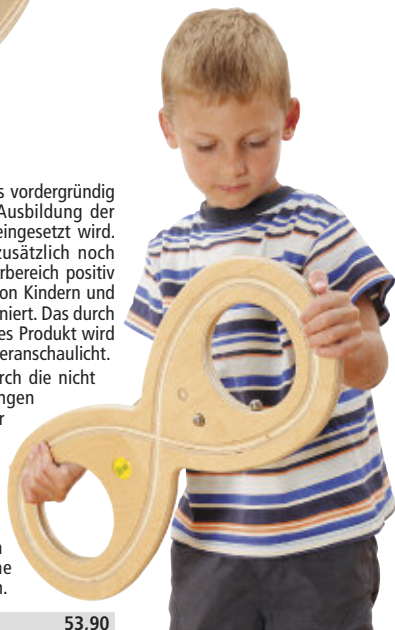 s vordergründig
Ausbildung der
eingesetzt wird.
zusätzlich noch
rbereich positiv
on Kindern und
niert. Das durch
es Produkt wird
eranschaulicht.
rch die nicht
ngen
r
n
ne
n.
53,90